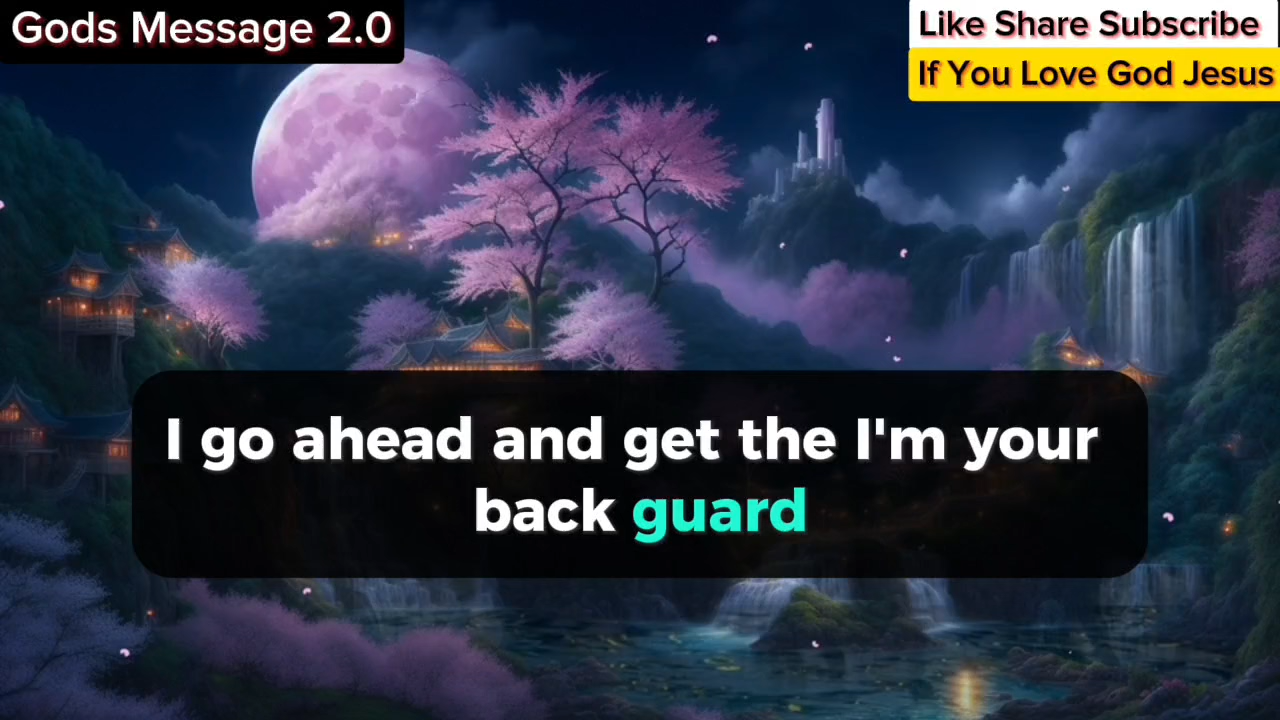 Gods Message 2.0
Like Share Subscribe
If You Love God Jesus
I go ahead and get the I'm your
back guard